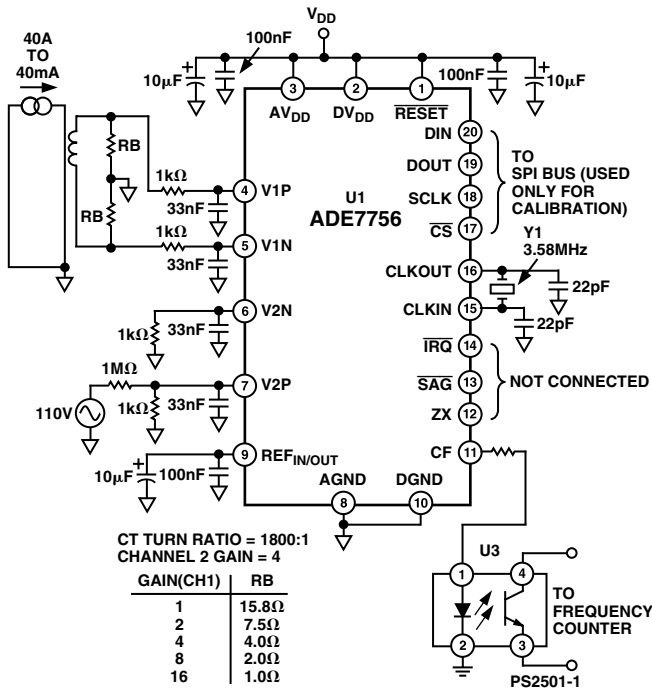 40A
TO
40mA
V_DD
100nF
10µF
+
100nF
10µF
+
3
2
1
AV_DD
DV_DD
RESET
DIN
20
DOUT
19
SCLK
18
CS
17
TO
SPI BUS (USED
ONLY FOR
CALIBRATION)
U1
ADE7756
RB
RB
1kΩ
4
V1P
33nF
1kΩ
5
V1N
33nF
Y1
3.58MHz
CLKOUT
16
22pF
CLKIN
15
22pF
6
V2N
1kΩ
33nF
IRQ
14
SAG
13
ZX
12
NOT CONNECTED
1MΩ
7
V2P
110V
1kΩ
33nF
CF
11
9
REF_IN/OUT
10µF
+
100nF
AGND
DGND
8
10
CT TURN RATIO = 1800:1
CHANNEL 2 GAIN = 4
GAIN(CH1) RB
1 15.8Ω
2 7.5Ω
4 4.0Ω
8 2.0Ω
16 1.0Ω
U3
1
4
2
3
TO
FREQUENCY
COUNTER
PS2501-1